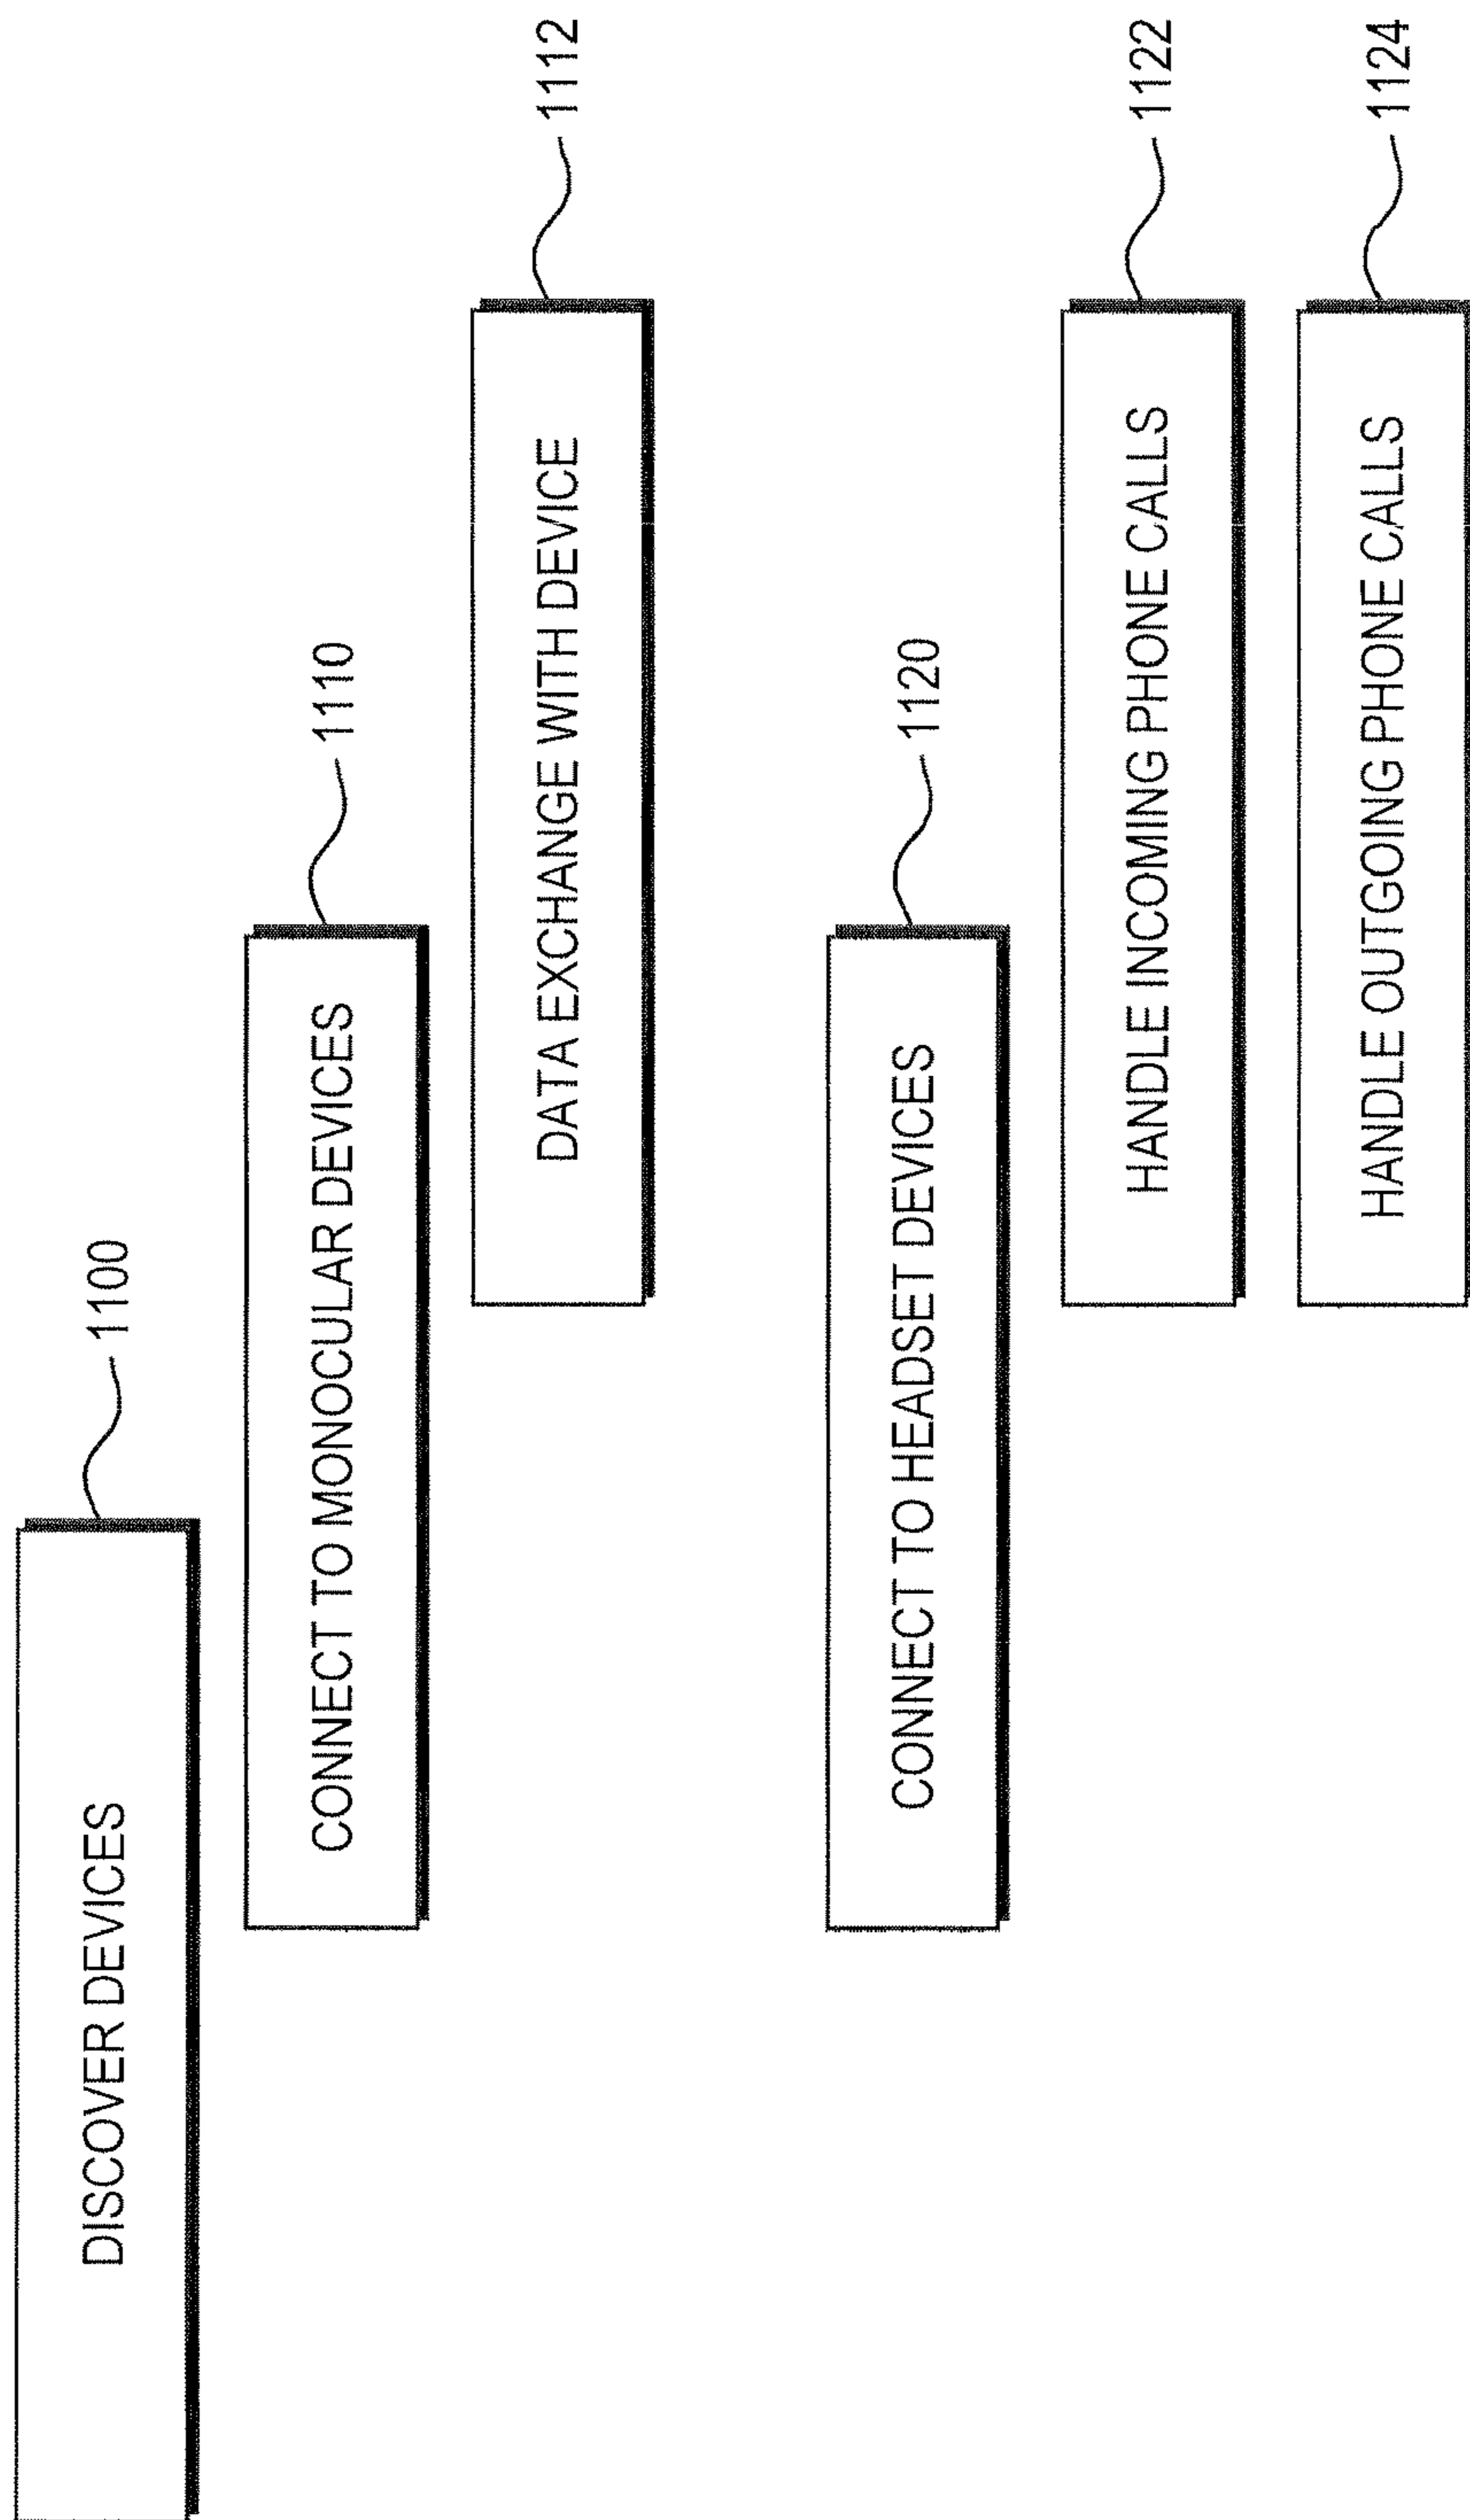 DISCOVER DEVICES
1100
CONNECT TO MONOCULAR DEVICES
1110
DATA EXCHANGE WITH DEVICE
1112
CONNECT TO HEADSET DEVICES
1120
HANDLE INCOMING PHONE CALLS
1122
HANDLE OUTGOING PHONE CALLS
1124